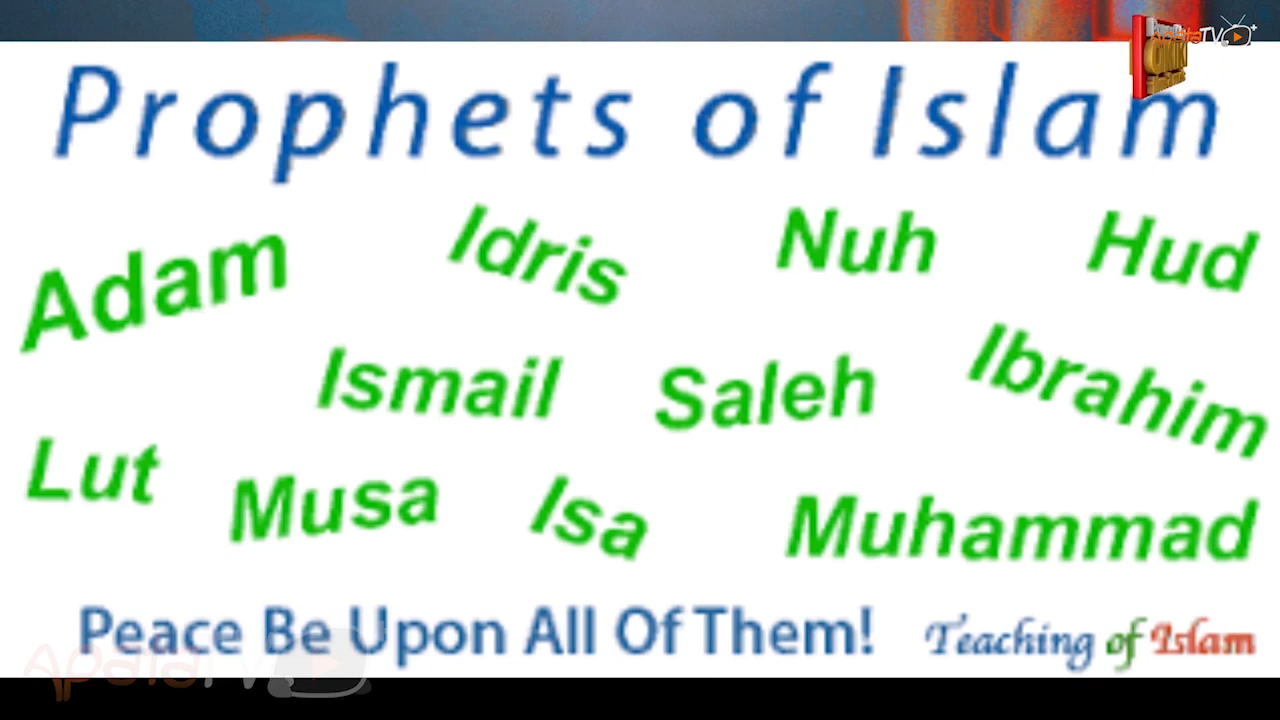 Prophets of Islam
Adam Idris Nuh Hud
Ismail Saleh Ibrahim
Lut Musa Isa Muhammad
Peace Be Upon All Of Them! Teaching of Islam
ApataTV